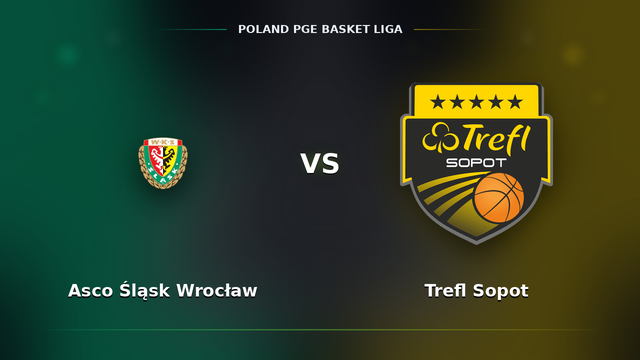 POLAND PGE BASKET LIGA
W·K·S
VS
Trefl
SOPOT
Asco Śląsk Wrocław
Trefl Sopot